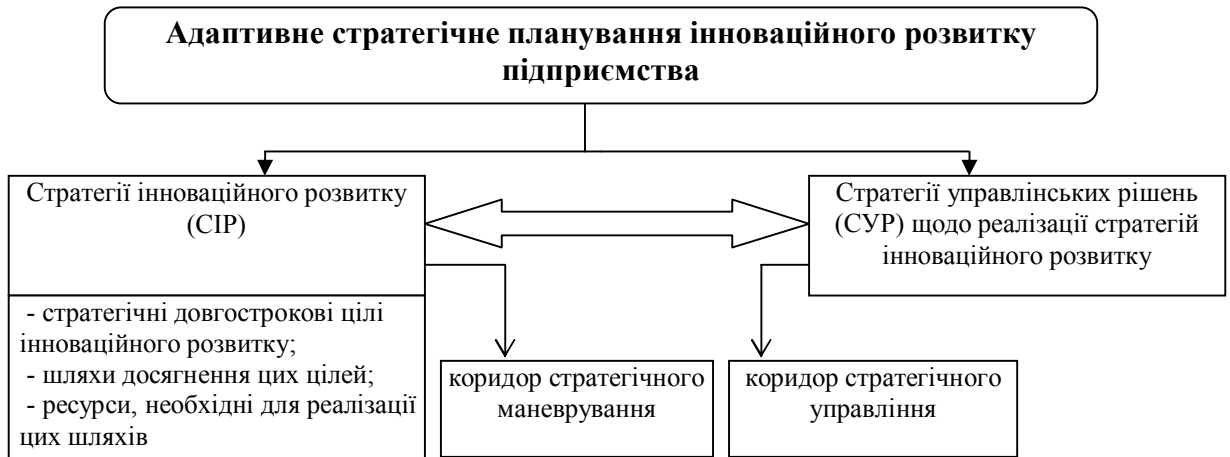 Адаптивне стратегічне планування інноваційного розвитку
підприємства
Стратегії інноваційного розвитку
(СІР)
Стратегії управлінських рішень
(СУР) щодо реалізації стратегій
інноваційного розвитку
- стратегічні довгострокові цілі
інноваційного розвитку;
- шляхи досягнення цих цілей;
- ресурси, необхідні для реалізації
цих шляхів
коридор стратегічного
маневрування
коридор стратегічного
управління